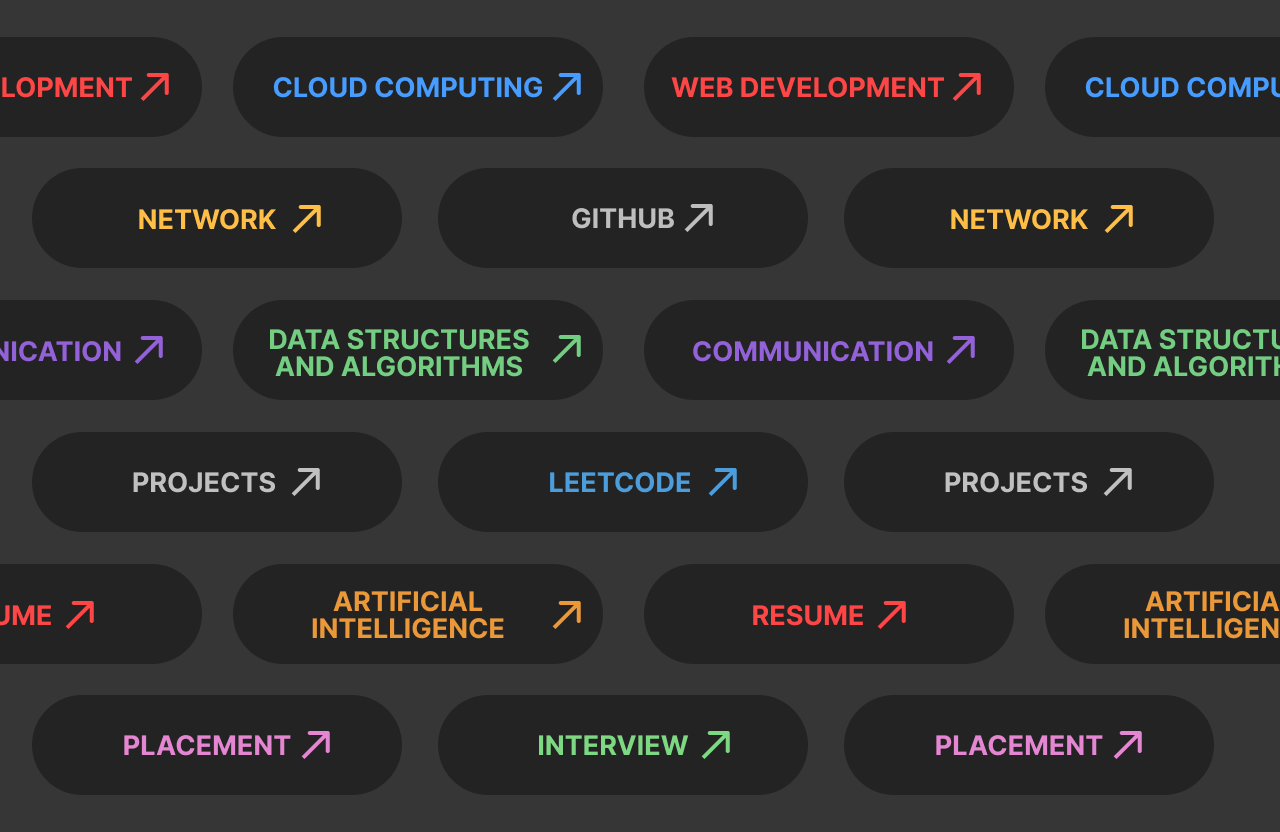 LOPMENT CLOUD COMPUTING WEB DEVELOPMENT CLOUD COMPU
NETWORK GITHUB NETWORK
NICATION DATA STRUCTURES AND ALGORITHMS COMMUNICATION DATA STRUCTU AND ALGORITH
PROJECTS LEETCODE PROJECTS
UME ARTIFICIAL INTELLIGENCE RESUME ARTIFICIA INTELLIGEN
PLACEMENT INTERVIEW PLACEMENT